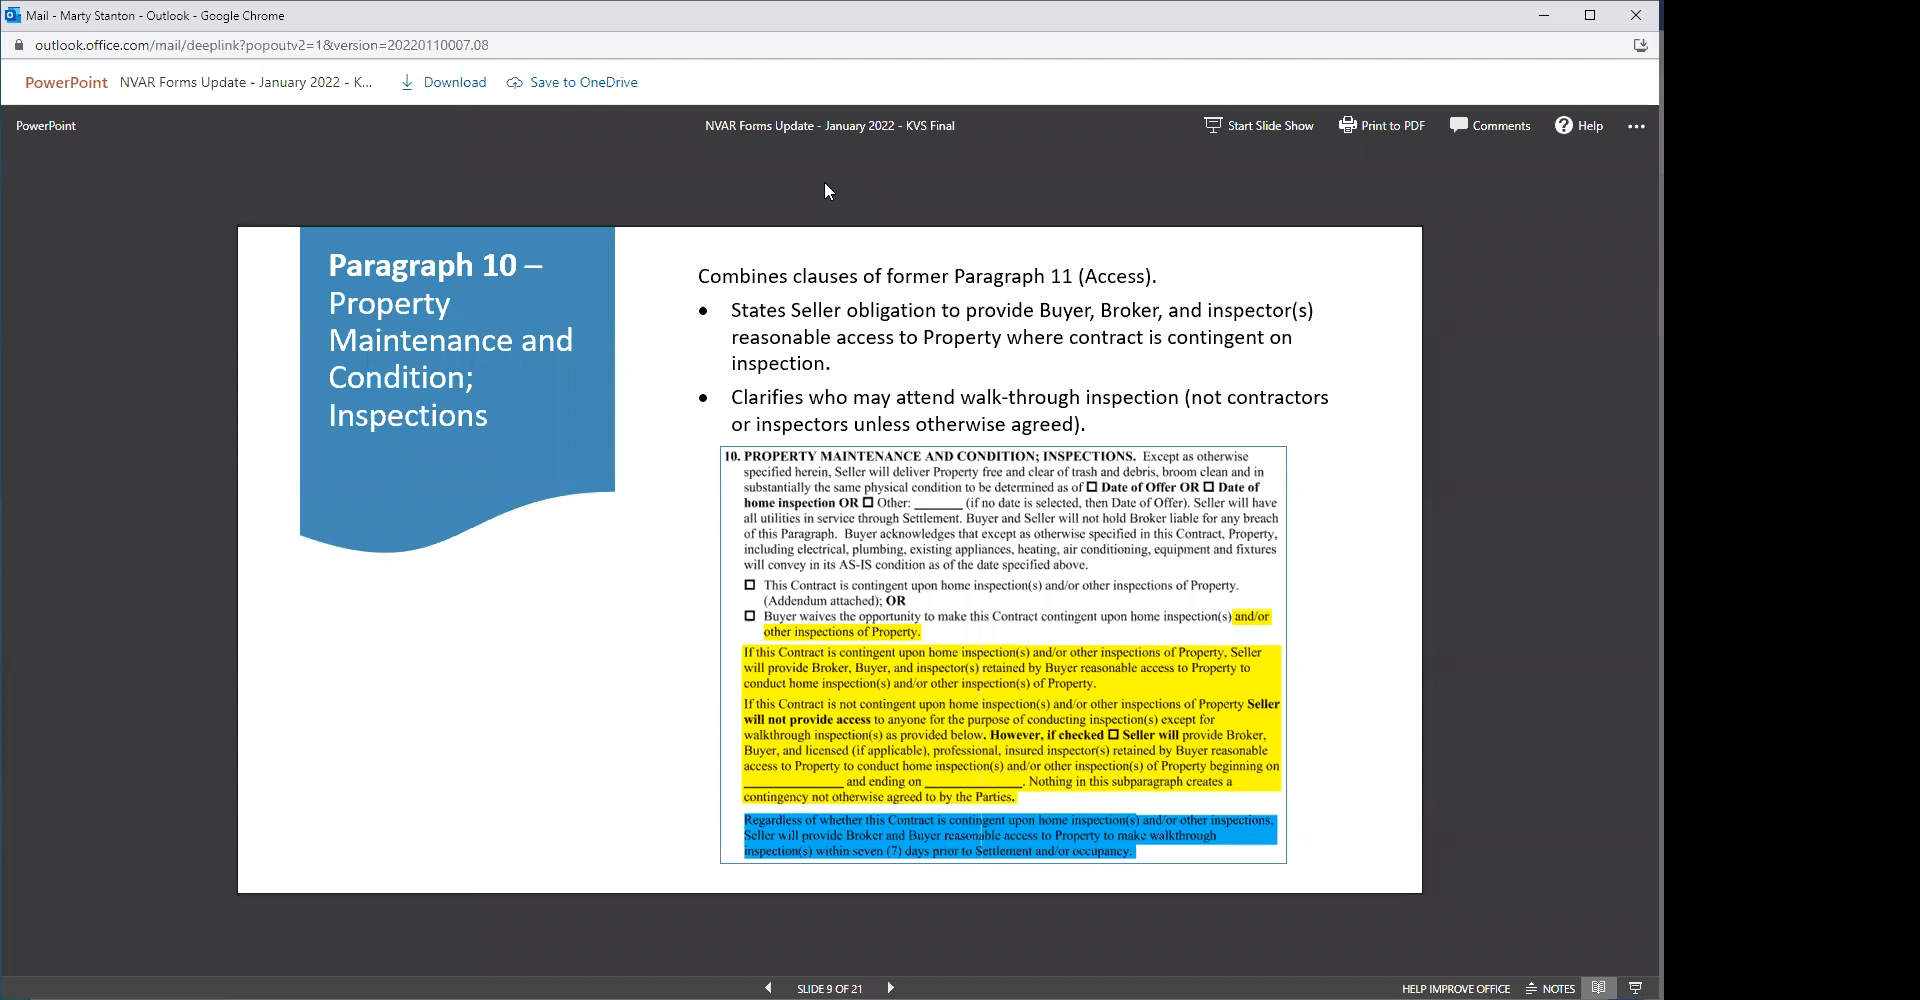 Mail - Marty Stanton - Outlook - Google Chrome
outlook.office.com/mail/deeplink?popoutv2=1&version=20220110007.08
PowerPoint NVAR Forms Update - January 2022 - K... Download Save to OneDrive
PowerPoint NVAR Forms Update - January 2022 - KVS Final Start Slide Show Print to PDF Comments Help
Paragraph 10 –
Property
Maintenance and
Condition;
Inspections
Combines clauses of former Paragraph 11 (Access).
• States Seller obligation to provide Buyer, Broker, and inspector(s)
reasonable access to Property where contract is contingent on
inspection.
• Clarifies who may attend walk-through inspection (not contractors
or inspectors unless otherwise agreed).
10. PROPERTY MAINTENANCE AND CONDITION; INSPECTIONS. Except as otherwise
specified herein, Seller will deliver Property free and clear of trash and debris, broom clean and in
substantially the same physical condition to be determined as of ☐ Date of Offer OR ☐ Date of
home inspection OR ☐ Other: _______ (if no date is selected, then Date of Offer). Seller will have
all utilities in service through Settlement. Buyer and Seller will not hold Broker liable for any breach
of this Paragraph. Buyer acknowledges that except as otherwise specified in this Contract, Property,
including electrical, plumbing, existing appliances, heating, air conditioning, equipment and fixtures
will convey in its AS-IS condition as of the date specified above.
☐ This Contract is contingent upon home inspection(s) and/or other inspections of Property.
(Addendum attached); OR
☐ Buyer waives the opportunity to make this Contract contingent upon home inspection(s) and/or
other inspections of Property.
If this Contract is contingent upon home inspection(s) and/or other inspections of Property, Seller
will provide Broker, Buyer, and inspector(s) retained by Buyer reasonable access to Property to
conduct home inspection(s) and/or other inspection(s) of Property.
If this Contract is not contingent upon home inspection(s) and/or other inspections of Property Seller
will not provide access to anyone for the purpose of conducting inspection(s) except for
walkthrough inspection(s) as provided below. However, if checked ☐ Seller will provide Broker,
Buyer, and licensed (if applicable), professional, insured inspector(s) retained by Buyer reasonable
access to Property to conduct home inspection(s) and/or other inspection(s) of Property beginning on
______________ and ending on ______________. Nothing in this subparagraph creates a
contingency not otherwise agreed to by the Parties.
Regardless of whether this Contract is contingent upon home inspection(s) and/or other inspections,
Seller will provide Broker and Buyer reasonable access to Property to make walkthrough
inspection(s) within seven (7) days prior to Settlement and/or occupancy.
SLIDE 9 OF 21 HELP IMPROVE OFFICE NOTES